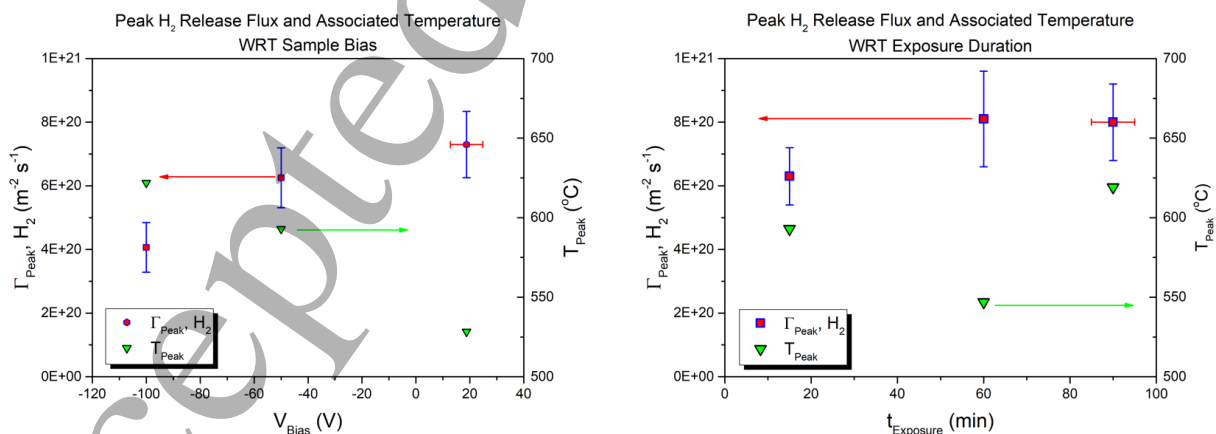 Peak H₂ Release Flux and Associated Temperature
WRT Sample Bias
1E+21
8E+20
6E+20
4E+20
2E+20
0E+00
Γ_Peak, H₂ (m⁻² s⁻¹)
700
650
600
550
500
T_Peak (°C)
Γ_Peak, H₂
T_Peak
-120 -100 -80 -60 -40 -20 0 20 40
V_Bias (V)
Peak H₂ Release Flux and Associated Temperature
WRT Exposure Duration
1E+21
8E+20
6E+20
4E+20
2E+20
0E+00
Γ_Peak, H₂ (m⁻² s⁻¹)
700
650
600
550
500
T_Peak (°C)
Γ_Peak, H₂
T_Peak
0 20 40 60 80 100
t_Exposure (min)
cepted